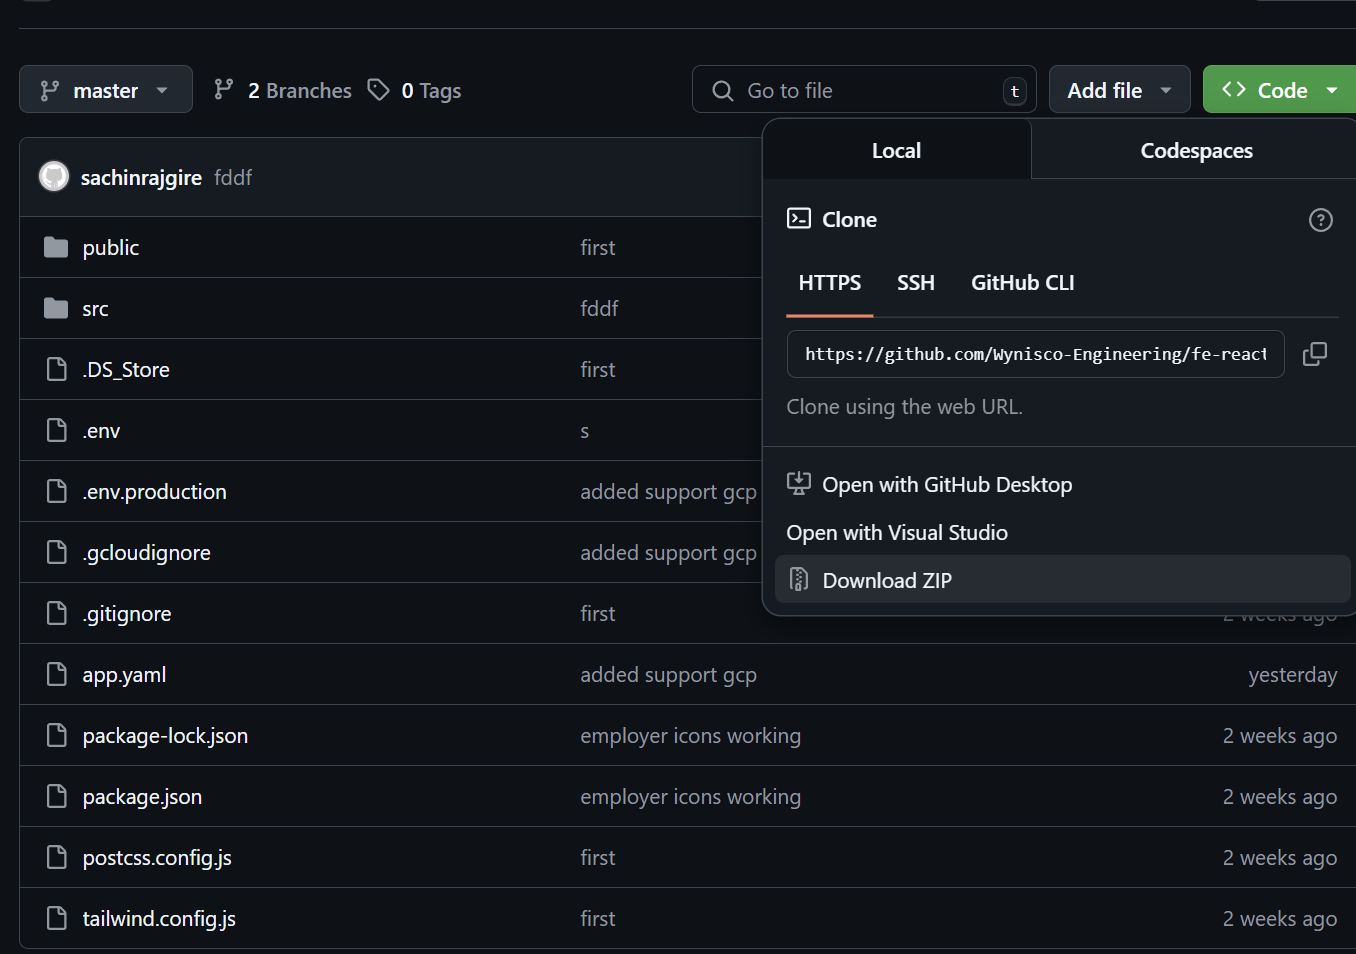 master 2 Branches 0 Tags Go to file t Add file Code
Local Codespaces
sachinrajgire fddf
Clone
public first
HTTPS SSH GitHub CLI
src fddf
https://github.com/Wynisco-Engineering/fe-react
.DS_Store first
Clone using the web URL.
.env s
.env.production added support gcp
Open with GitHub Desktop
Open with Visual Studio
.gcloudignore added support gcp
Download ZIP
.gitignore first 2 weeks ago
app.yaml added support gcp yesterday
package-lock.json employer icons working 2 weeks ago
package.json employer icons working 2 weeks ago
postcss.config.js first 2 weeks ago
tailwind.config.js first 2 weeks ago